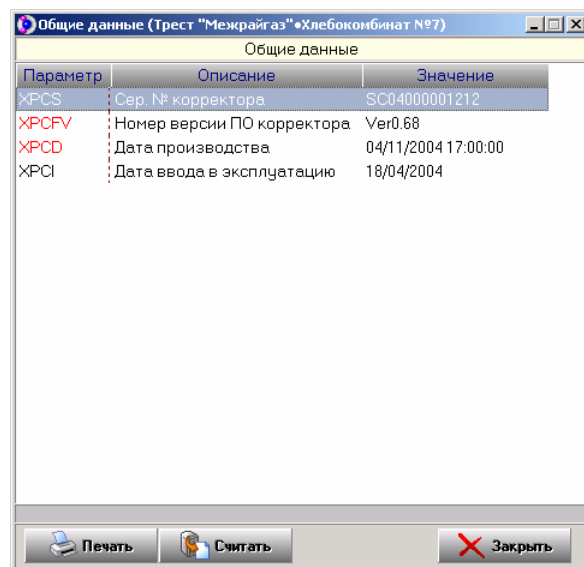 Общие данные (Трест "Межрайгаз"●Хлебокомбинат №7)
Общие данные
Параметр Описание Значение
XPCS Сер. № корректора SC04000001212
XPCFV Номер версии ПО корректора Ver0.68
XPCD Дата производства 04/11/2004 17:00:00
XPCI Дата ввода в эксплуатацию 18/04/2004
Печать Считать Закрыть